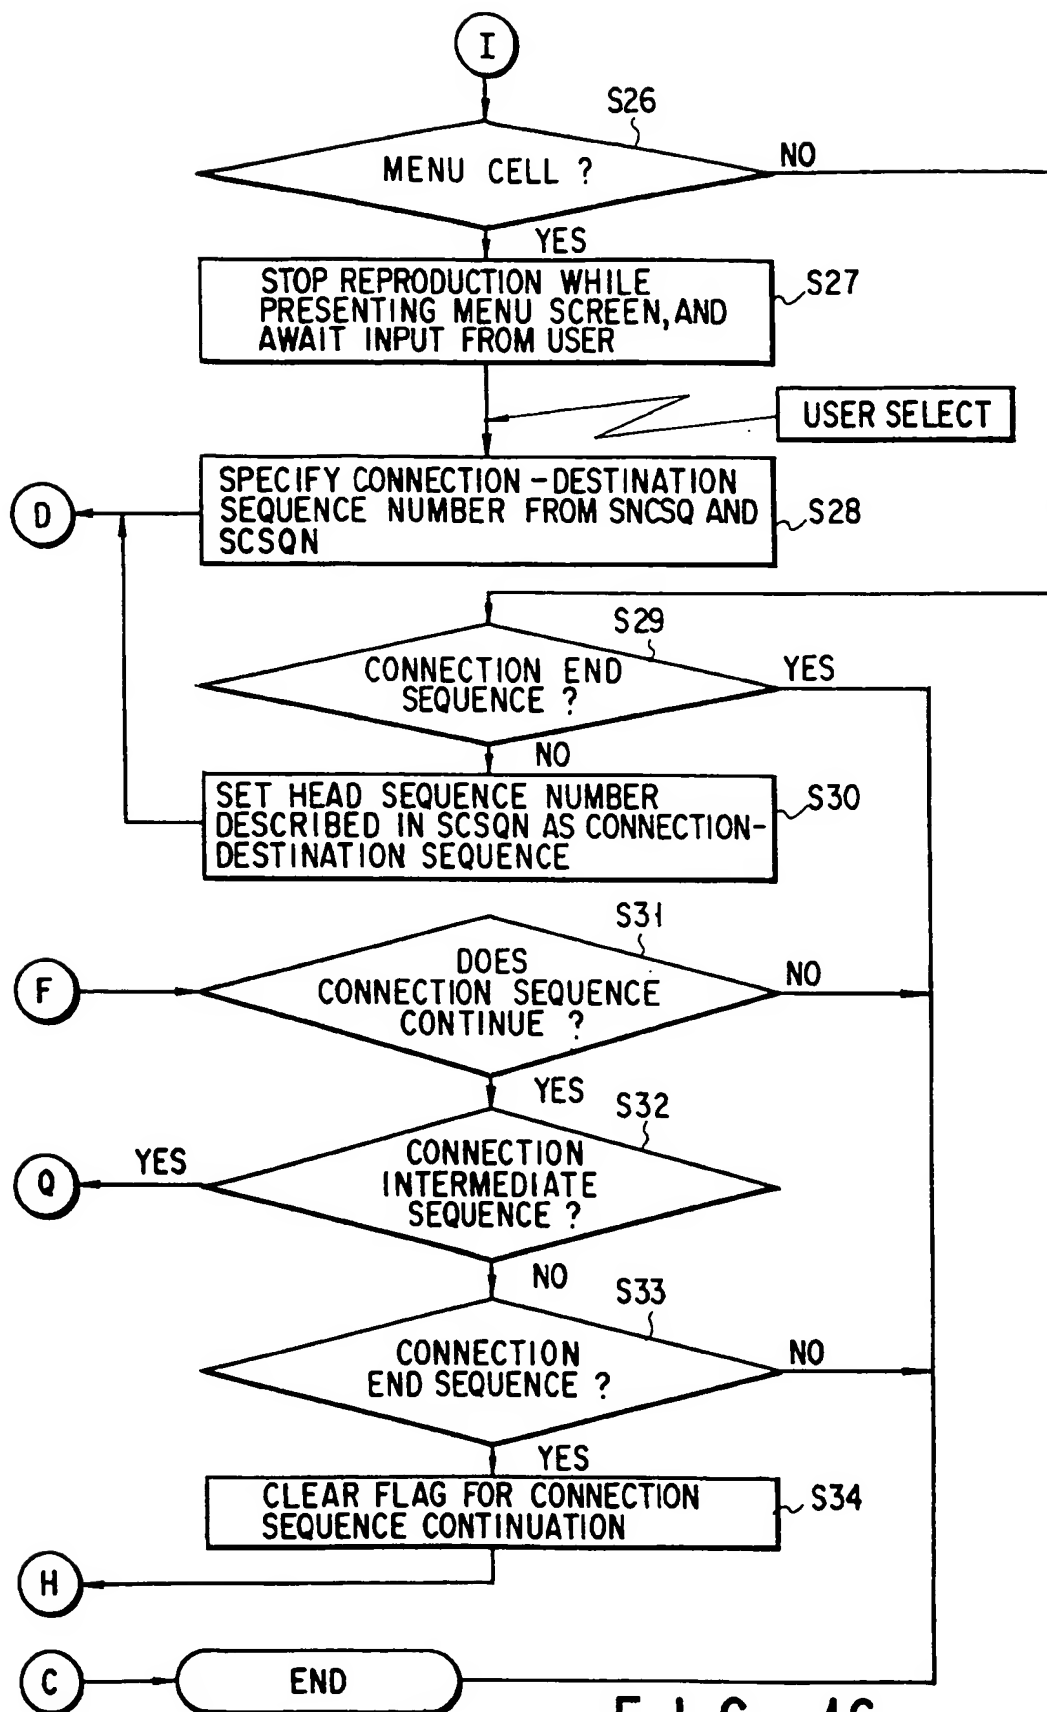 I
S26
MENU CELL ?
NO
YES
STOP REPRODUCTION WHILE
PRESENTING MENU SCREEN, AND
AWAIT INPUT FROM USER
S27
USER SELECT
SPECIFY CONNECTION-DESTINATION
SEQUENCE NUMBER FROM SNCSQ AND
SCSQN
S28
D
S29
CONNECTION END
SEQUENCE ?
YES
NO
SET HEAD SEQUENCE NUMBER
DESCRIBED IN SCSQN AS CONNECTION-
DESTINATION SEQUENCE
S30
S31
F
DOES
CONNECTION SEQUENCE
CONTINUE ?
NO
YES
S32
Q
YES
CONNECTION
INTERMEDIATE
SEQUENCE ?
NO
S33
CONNECTION
END SEQUENCE ?
NO
YES
CLEAR FLAG FOR CONNECTION
SEQUENCE CONTINUATION
S34
H
C
END